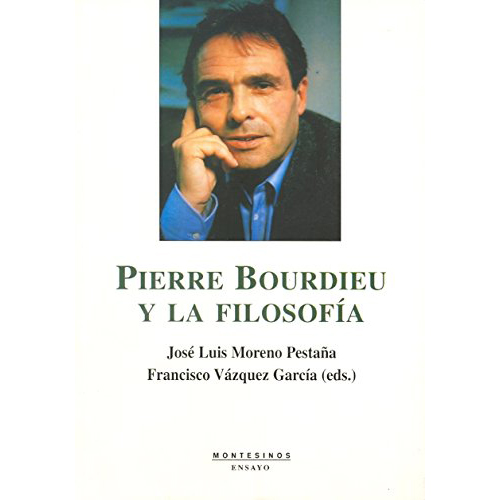 PIERRE BOURDIEU
Y LA FILOSOFÍA
José Luis Moreno Pestaña
Francisco Vázquez García (eds.)
MONTESINOS
ENSAYO